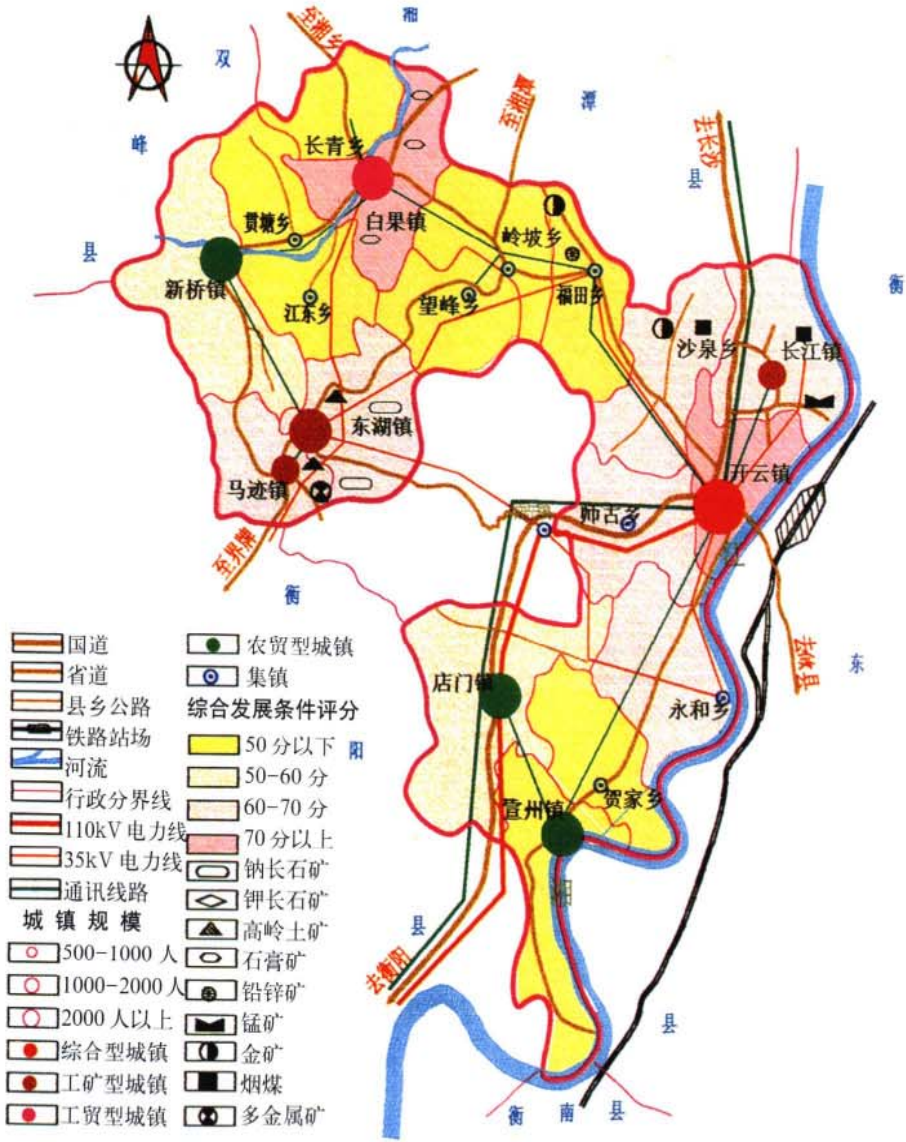 至湘乡
湘
双
至湘潭
潭
峰
去长沙
县
长青乡
白果镇
贯塘乡
岭坡乡
县
衡
新桥镇
江东乡
望峰乡
福田乡
沙泉乡
长江镇
东湖镇
马迹镇
开云镇
师古乡
至界牌
衡
江
去攸县
东
店门镇
永和乡
阳
萱州镇
贺家乡
湘
县
去衡阳
县
衡
南
县
国道
省道
县乡公路
铁路站场
河流
行政分界线
110kV 电力线
35kV 电力线
通讯线路
城镇规模
500-1000 人
1000-2000 人
2000 人以上
综合型城镇
工矿型城镇
工贸型城镇
农贸型城镇
集镇
综合发展条件评分
50 分以下
50-60 分
60-70 分
70 分以上
钠长石矿
钾长石矿
高岭土矿
石膏矿
铅锌矿
锰矿
金矿
烟煤
多金属矿